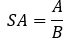 SA = A/B